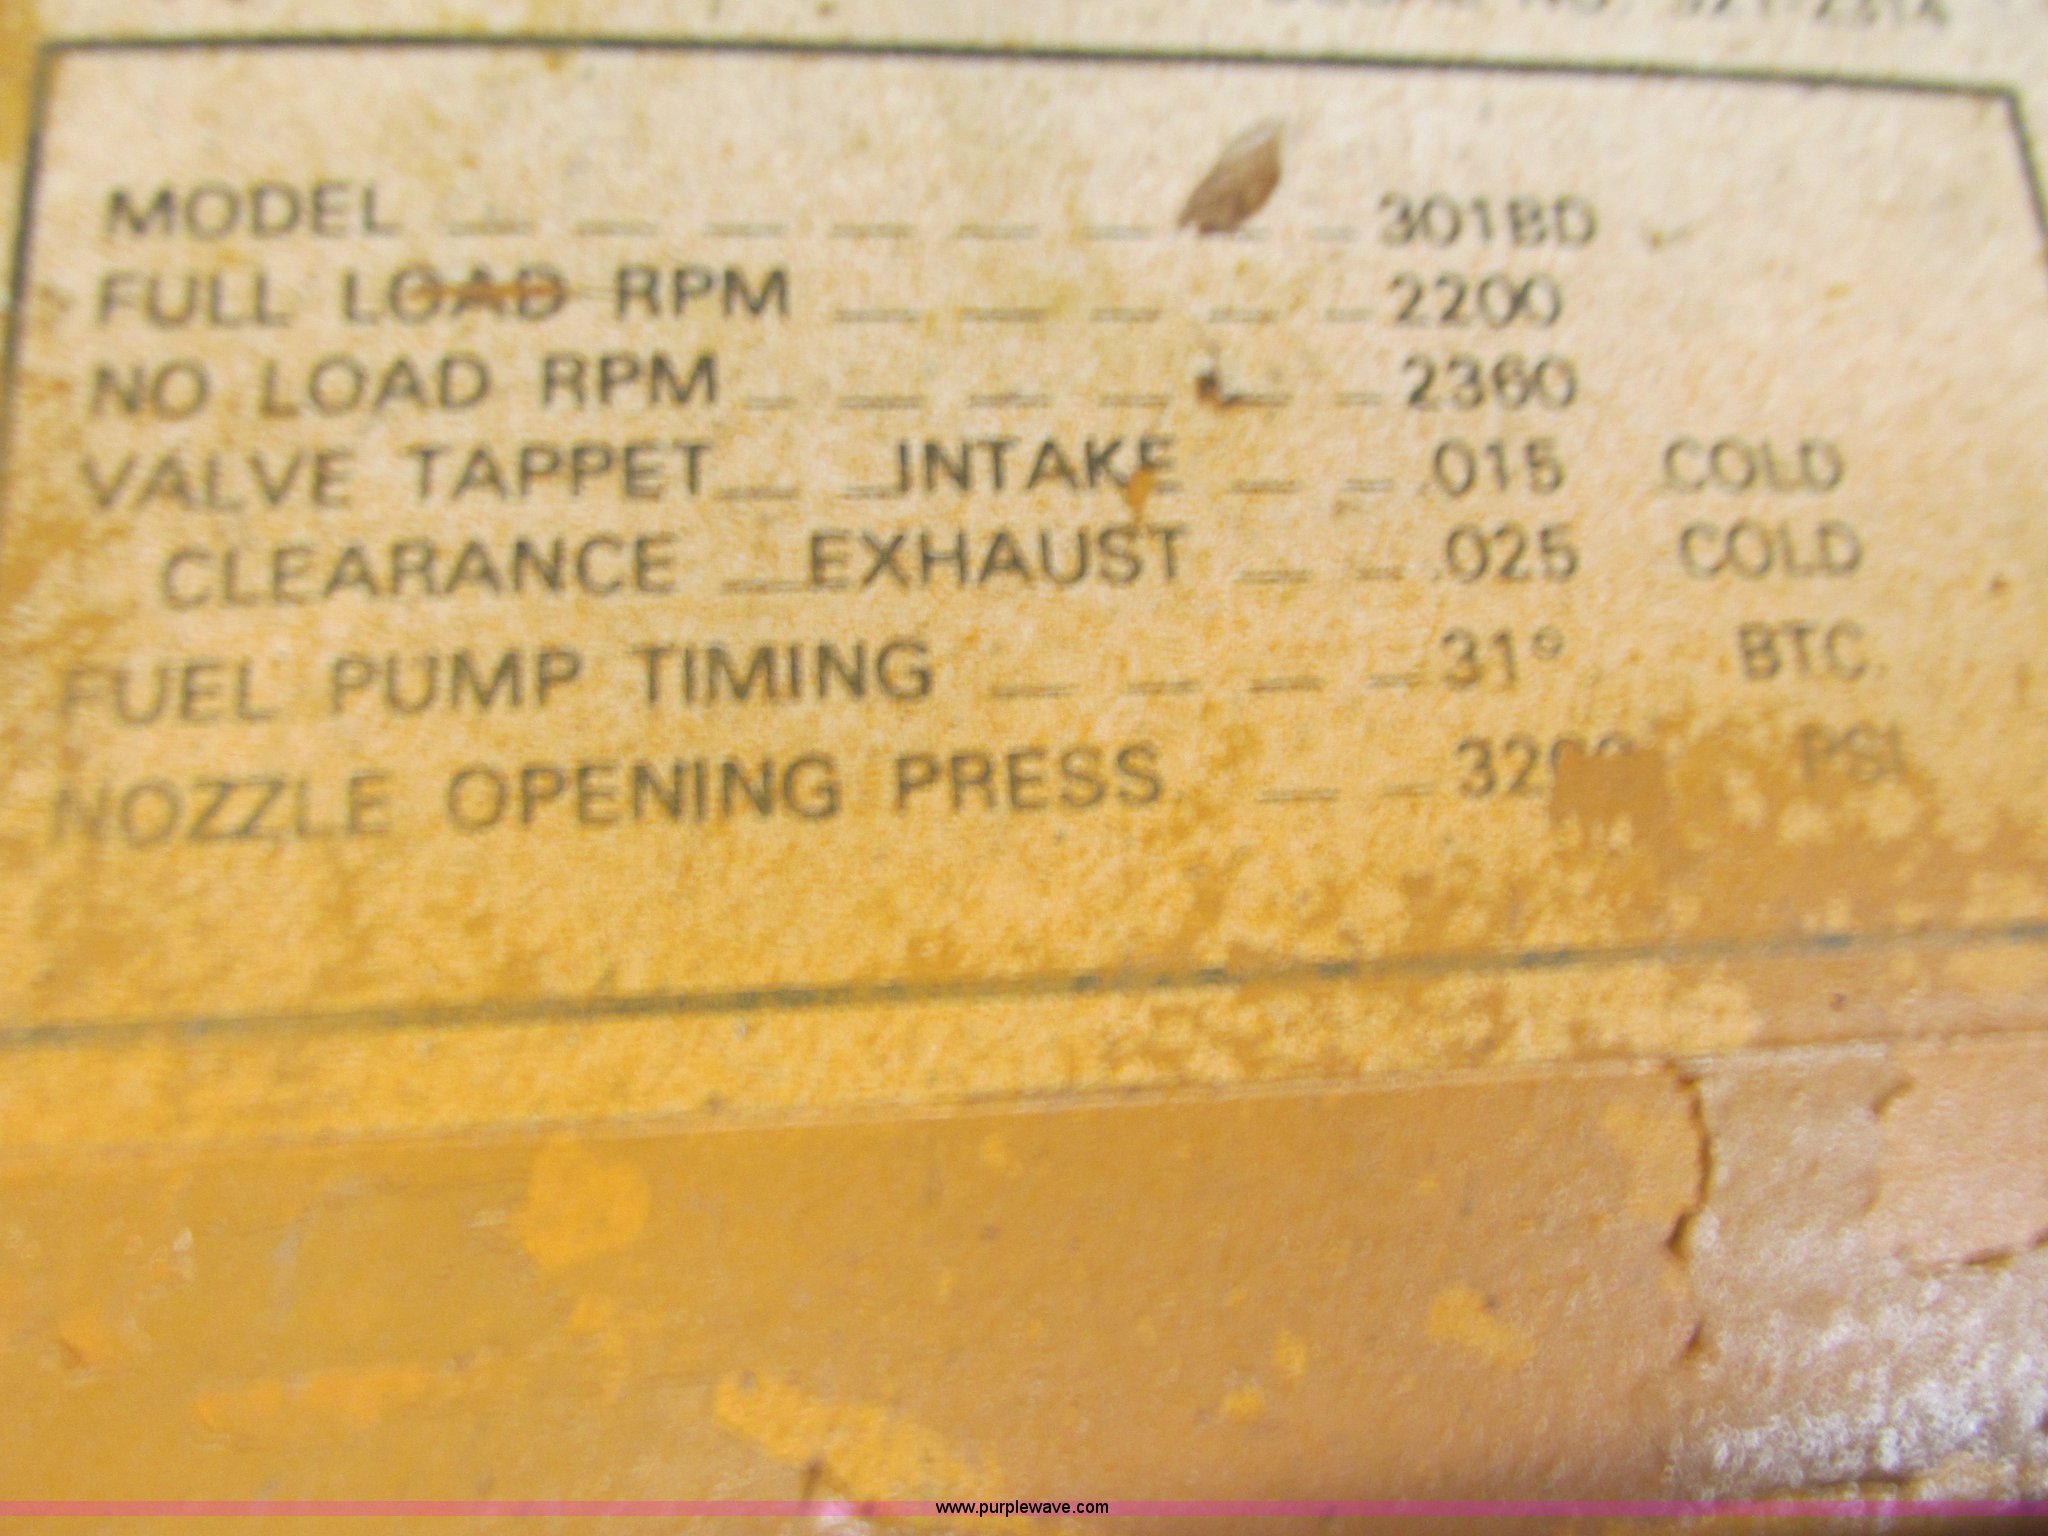 MODEL _ _ _ _ _ _ _ _ 301BD
FULL LOAD RPM _ _ _ _ _ 2200
NO LOAD RPM _ _ _ _ _ _ 2360
VALVE TAPPET _ _ INTAKE _ _ .015 COLD
CLEARANCE _ EXHAUST _ _ .025 COLD
FUEL PUMP TIMING _ _ _ _ 31° BTC
NOZZLE OPENING PRESS. _ _ PSI
www.purplewave.com